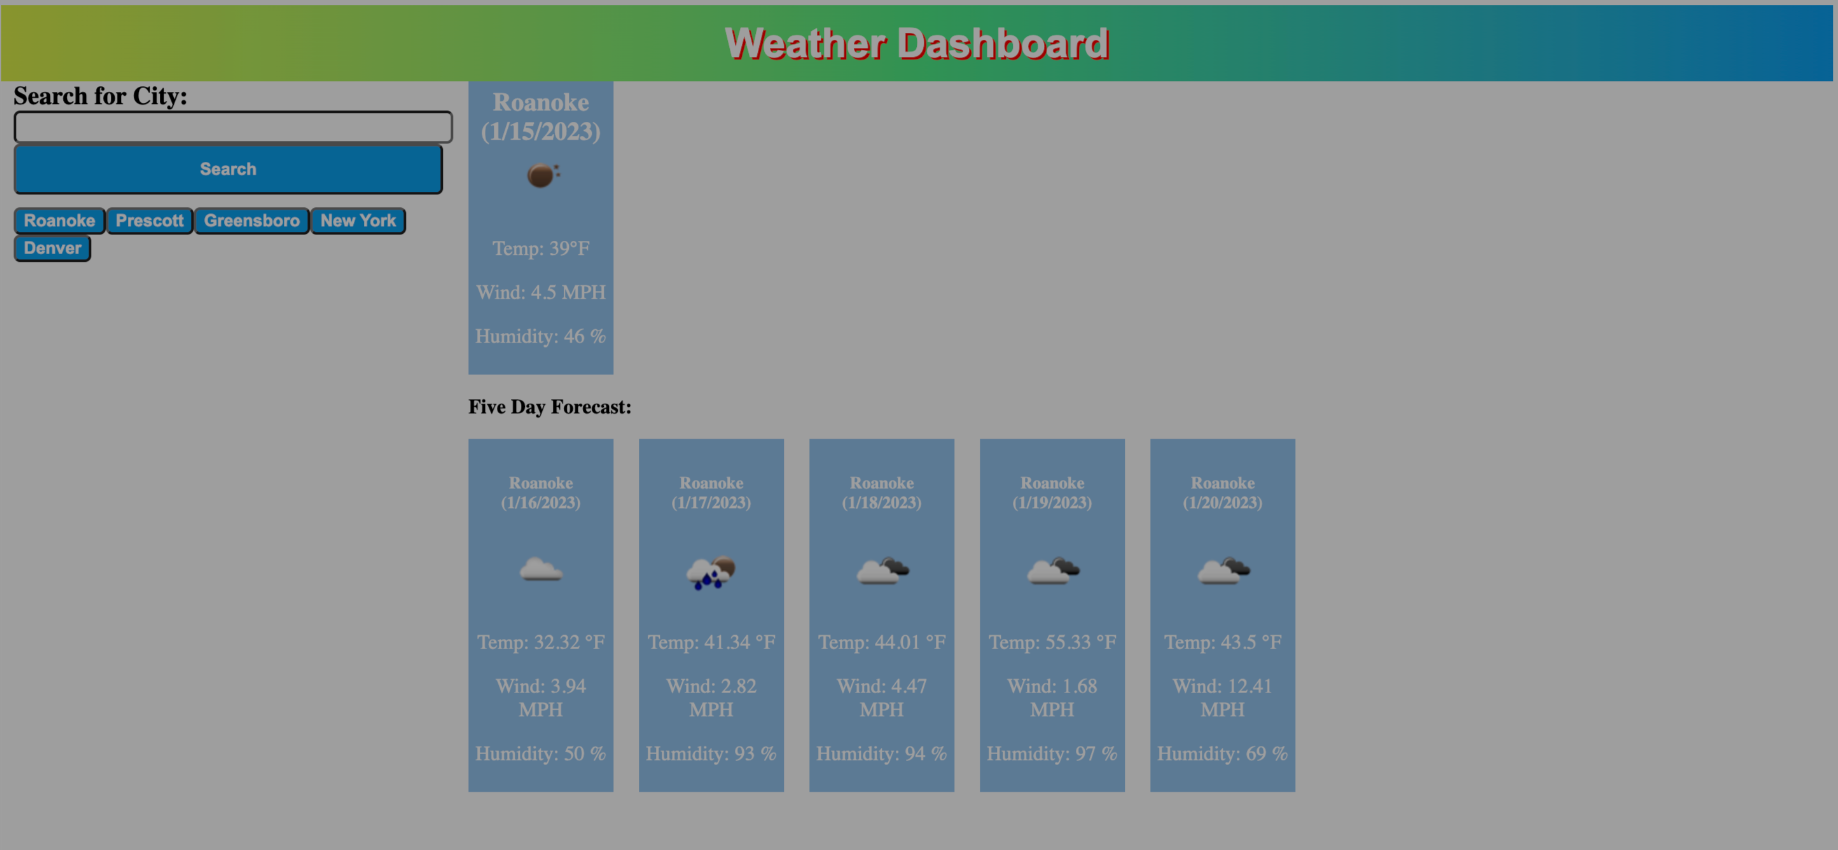 Weather Dashboard
Search for City:
Search
Roanoke Prescott Greensboro New York
Denver
Roanoke
(1/15/2023)
Temp: 39°F
Wind: 4.5 MPH
Humidity: 46 %
Five Day Forecast:
Roanoke
(1/16/2023)
Temp: 32.32 °F
Wind: 3.94
MPH
Humidity: 50 %
Roanoke
(1/17/2023)
Temp: 41.34 °F
Wind: 2.82
MPH
Humidity: 93 %
Roanoke
(1/18/2023)
Temp: 44.01 °F
Wind: 4.47
MPH
Humidity: 94 %
Roanoke
(1/19/2023)
Temp: 55.33 °F
Wind: 1.68
MPH
Humidity: 97 %
Roanoke
(1/20/2023)
Temp: 43.5 °F
Wind: 12.41
MPH
Humidity: 69 %